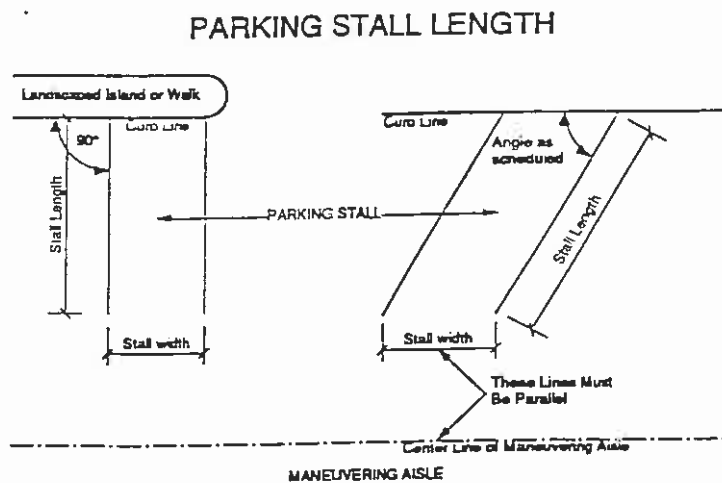 PARKING STALL LENGTH
Landscaped Island or Walk
Curb Line
90°
Stall Length
Curb Line
Angle as
scheduled
PARKING STALL
Stall Length
Stall width
Stall width
These Lines Must
Be Parallel
Center Line of Maneuvering Aisle
MANEUVERING AISLE